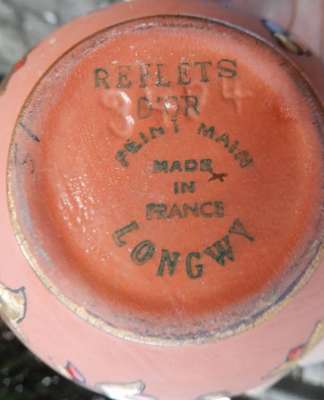 REFLETS
D'OR
PEINT MAIN
MADE
IN
FRANCE
LONGWY